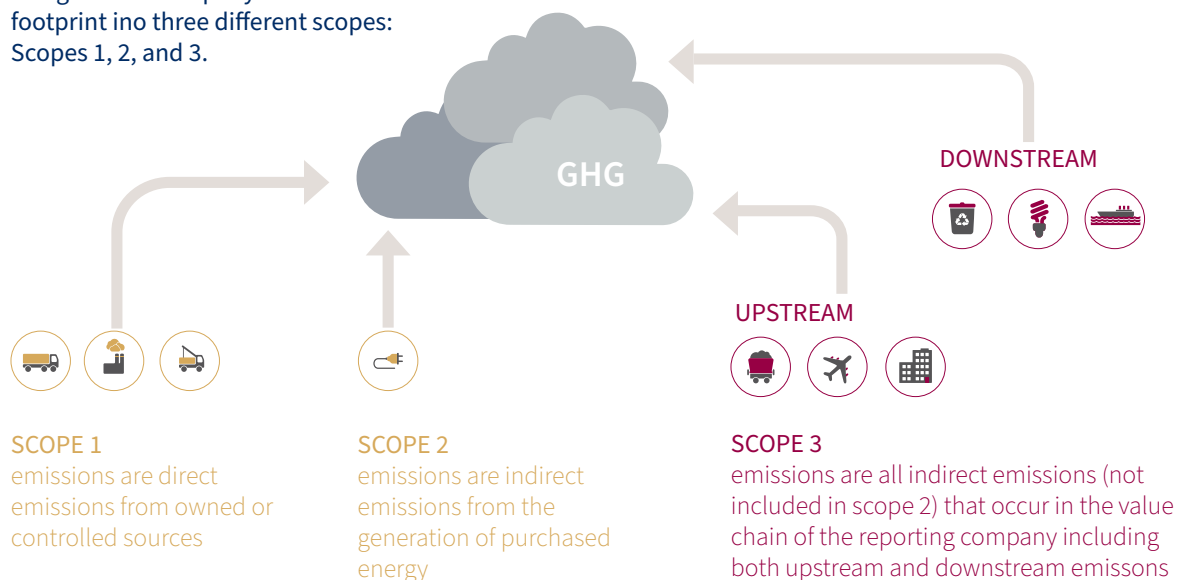 footprint ino three different scopes:
Scopes 1, 2, and 3.
GHG
DOWNSTREAM
UPSTREAM
SCOPE 1
emissions are direct
emissions from owned or
controlled sources
SCOPE 2
emissions are indirect
emissions from the
generation of purchased
energy
SCOPE 3
emissions are all indirect emissions (not
included in scope 2) that occur in the value
chain of the reporting company including
both upstream and downstream emissons